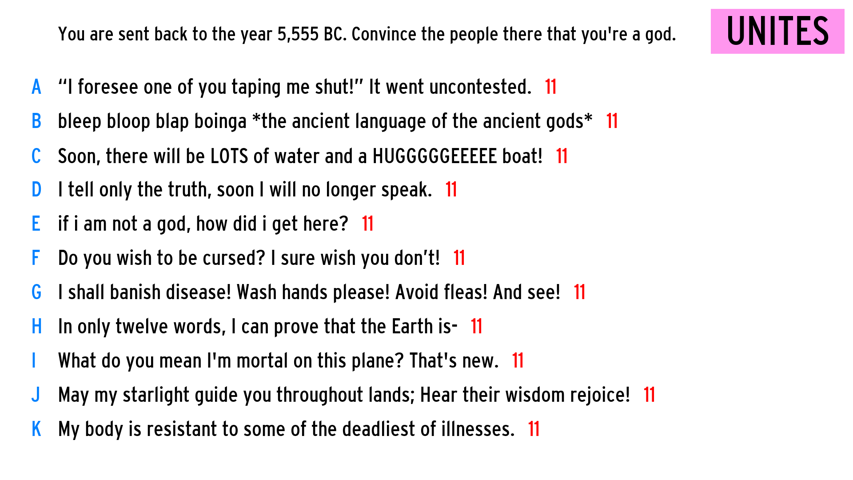 You are sent back to the year 5,555 BC. Convince the people there that you're a god.
UNITES
A “I foresee one of you taping me shut!” It went uncontested. 11
B bleep bloop blap boinga *the ancient language of the ancient gods* 11
C Soon, there will be LOTS of water and a HUGGGGGEEEEE boat! 11
D I tell only the truth, soon I will no longer speak. 11
E if i am not a god, how did i get here? 11
F Do you wish to be cursed? I sure wish you don’t! 11
G I shall banish disease! Wash hands please! Avoid fleas! And see! 11
H In only twelve words, I can prove that the Earth is- 11
I What do you mean I'm mortal on this plane? That's new. 11
J May my starlight guide you throughout lands; Hear their wisdom rejoice! 11
K My body is resistant to some of the deadliest of illnesses. 11